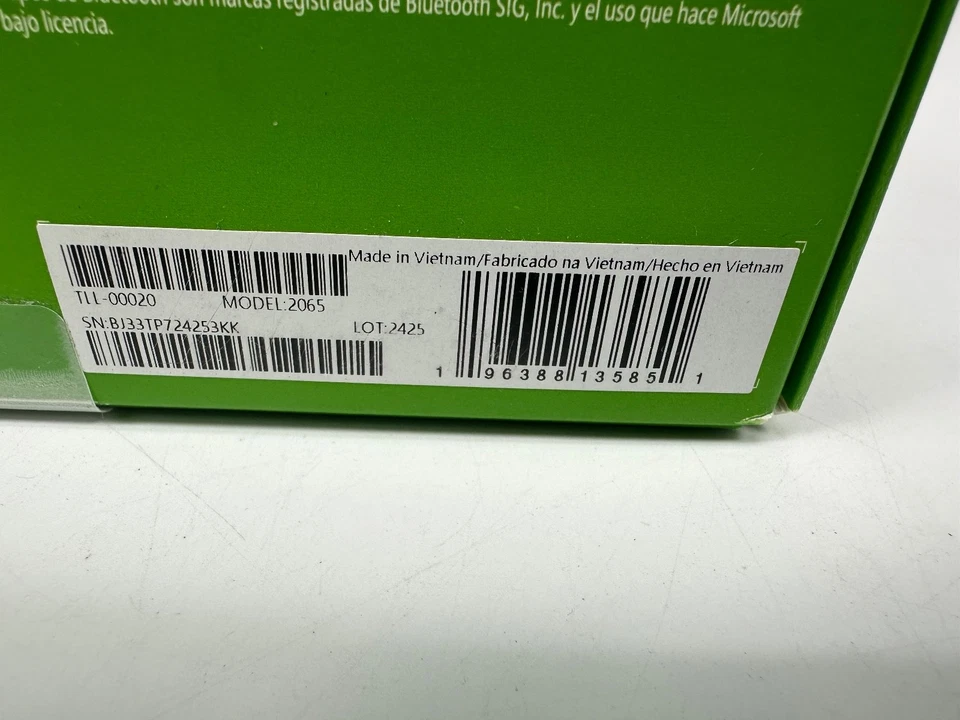 de Bluetooth son marcas registradas de Bluetooth SIG, Inc. y el uso que hace Microsoft
bajo licencia.
Made in Vietnam/Fabricado na Vietnam/Hecho en Vietnam
TLL-00020 MODEL:2065
SN:BJ33TP724253KK LOT:2425
1 96388 13585 1